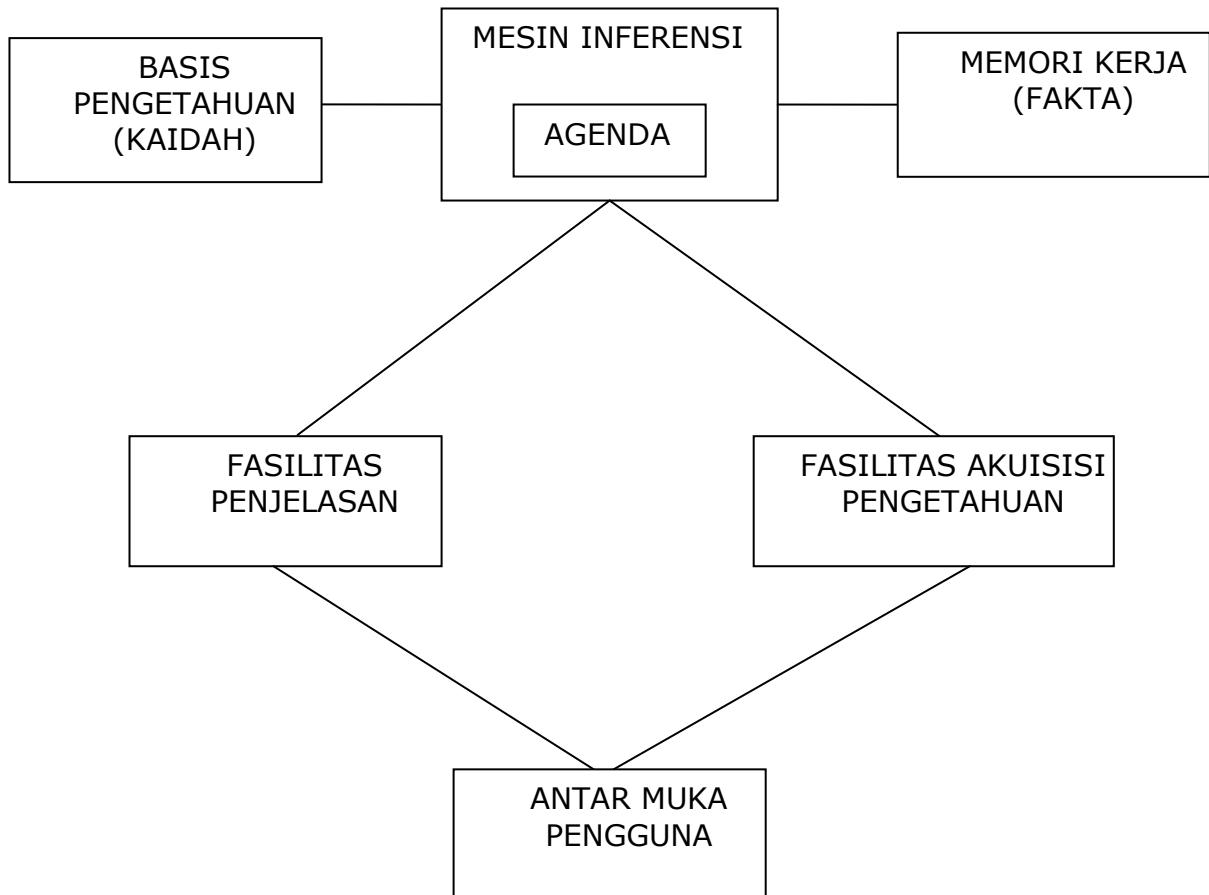 BASIS
PENGETAHUAN
(KAIDAH)
MESIN INFERENSI
AGENDA
MEMORI KERJA
(FAKTA)
FASILITAS
PENJELASAN
FASILITAS AKUISISI
PENGETAHUAN
ANTAR MUKA
PENGGUNA